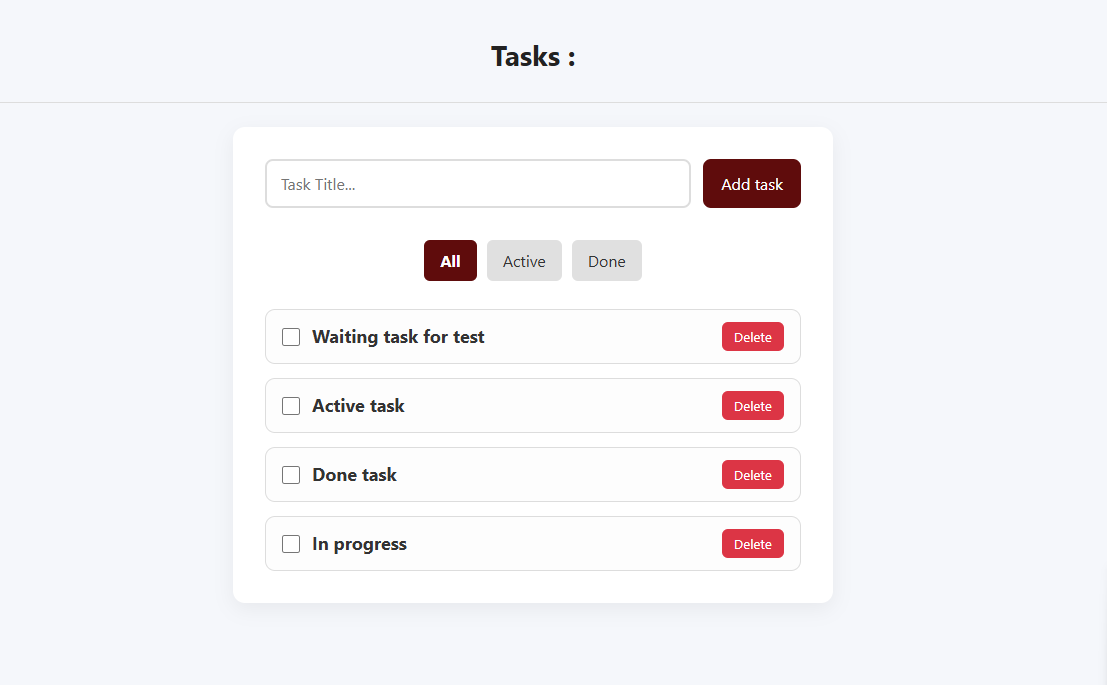 Tasks :
Task Title...
Add task
All
Active
Done
Waiting task for test
Delete
Active task
Delete
Done task
Delete
In progress
Delete